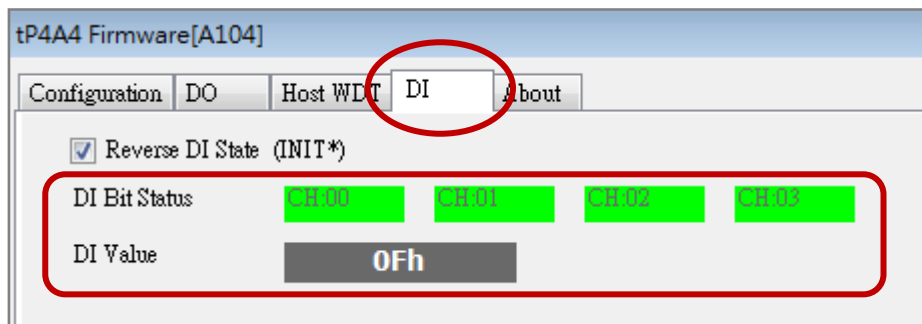 tP4A4 Firmware[A104]
Configuration DO Host WDT DI About
Reverse DI State (INIT*)
DI Bit Status CH:00 CH:01 CH:02 CH:03
DI Value 0Fh